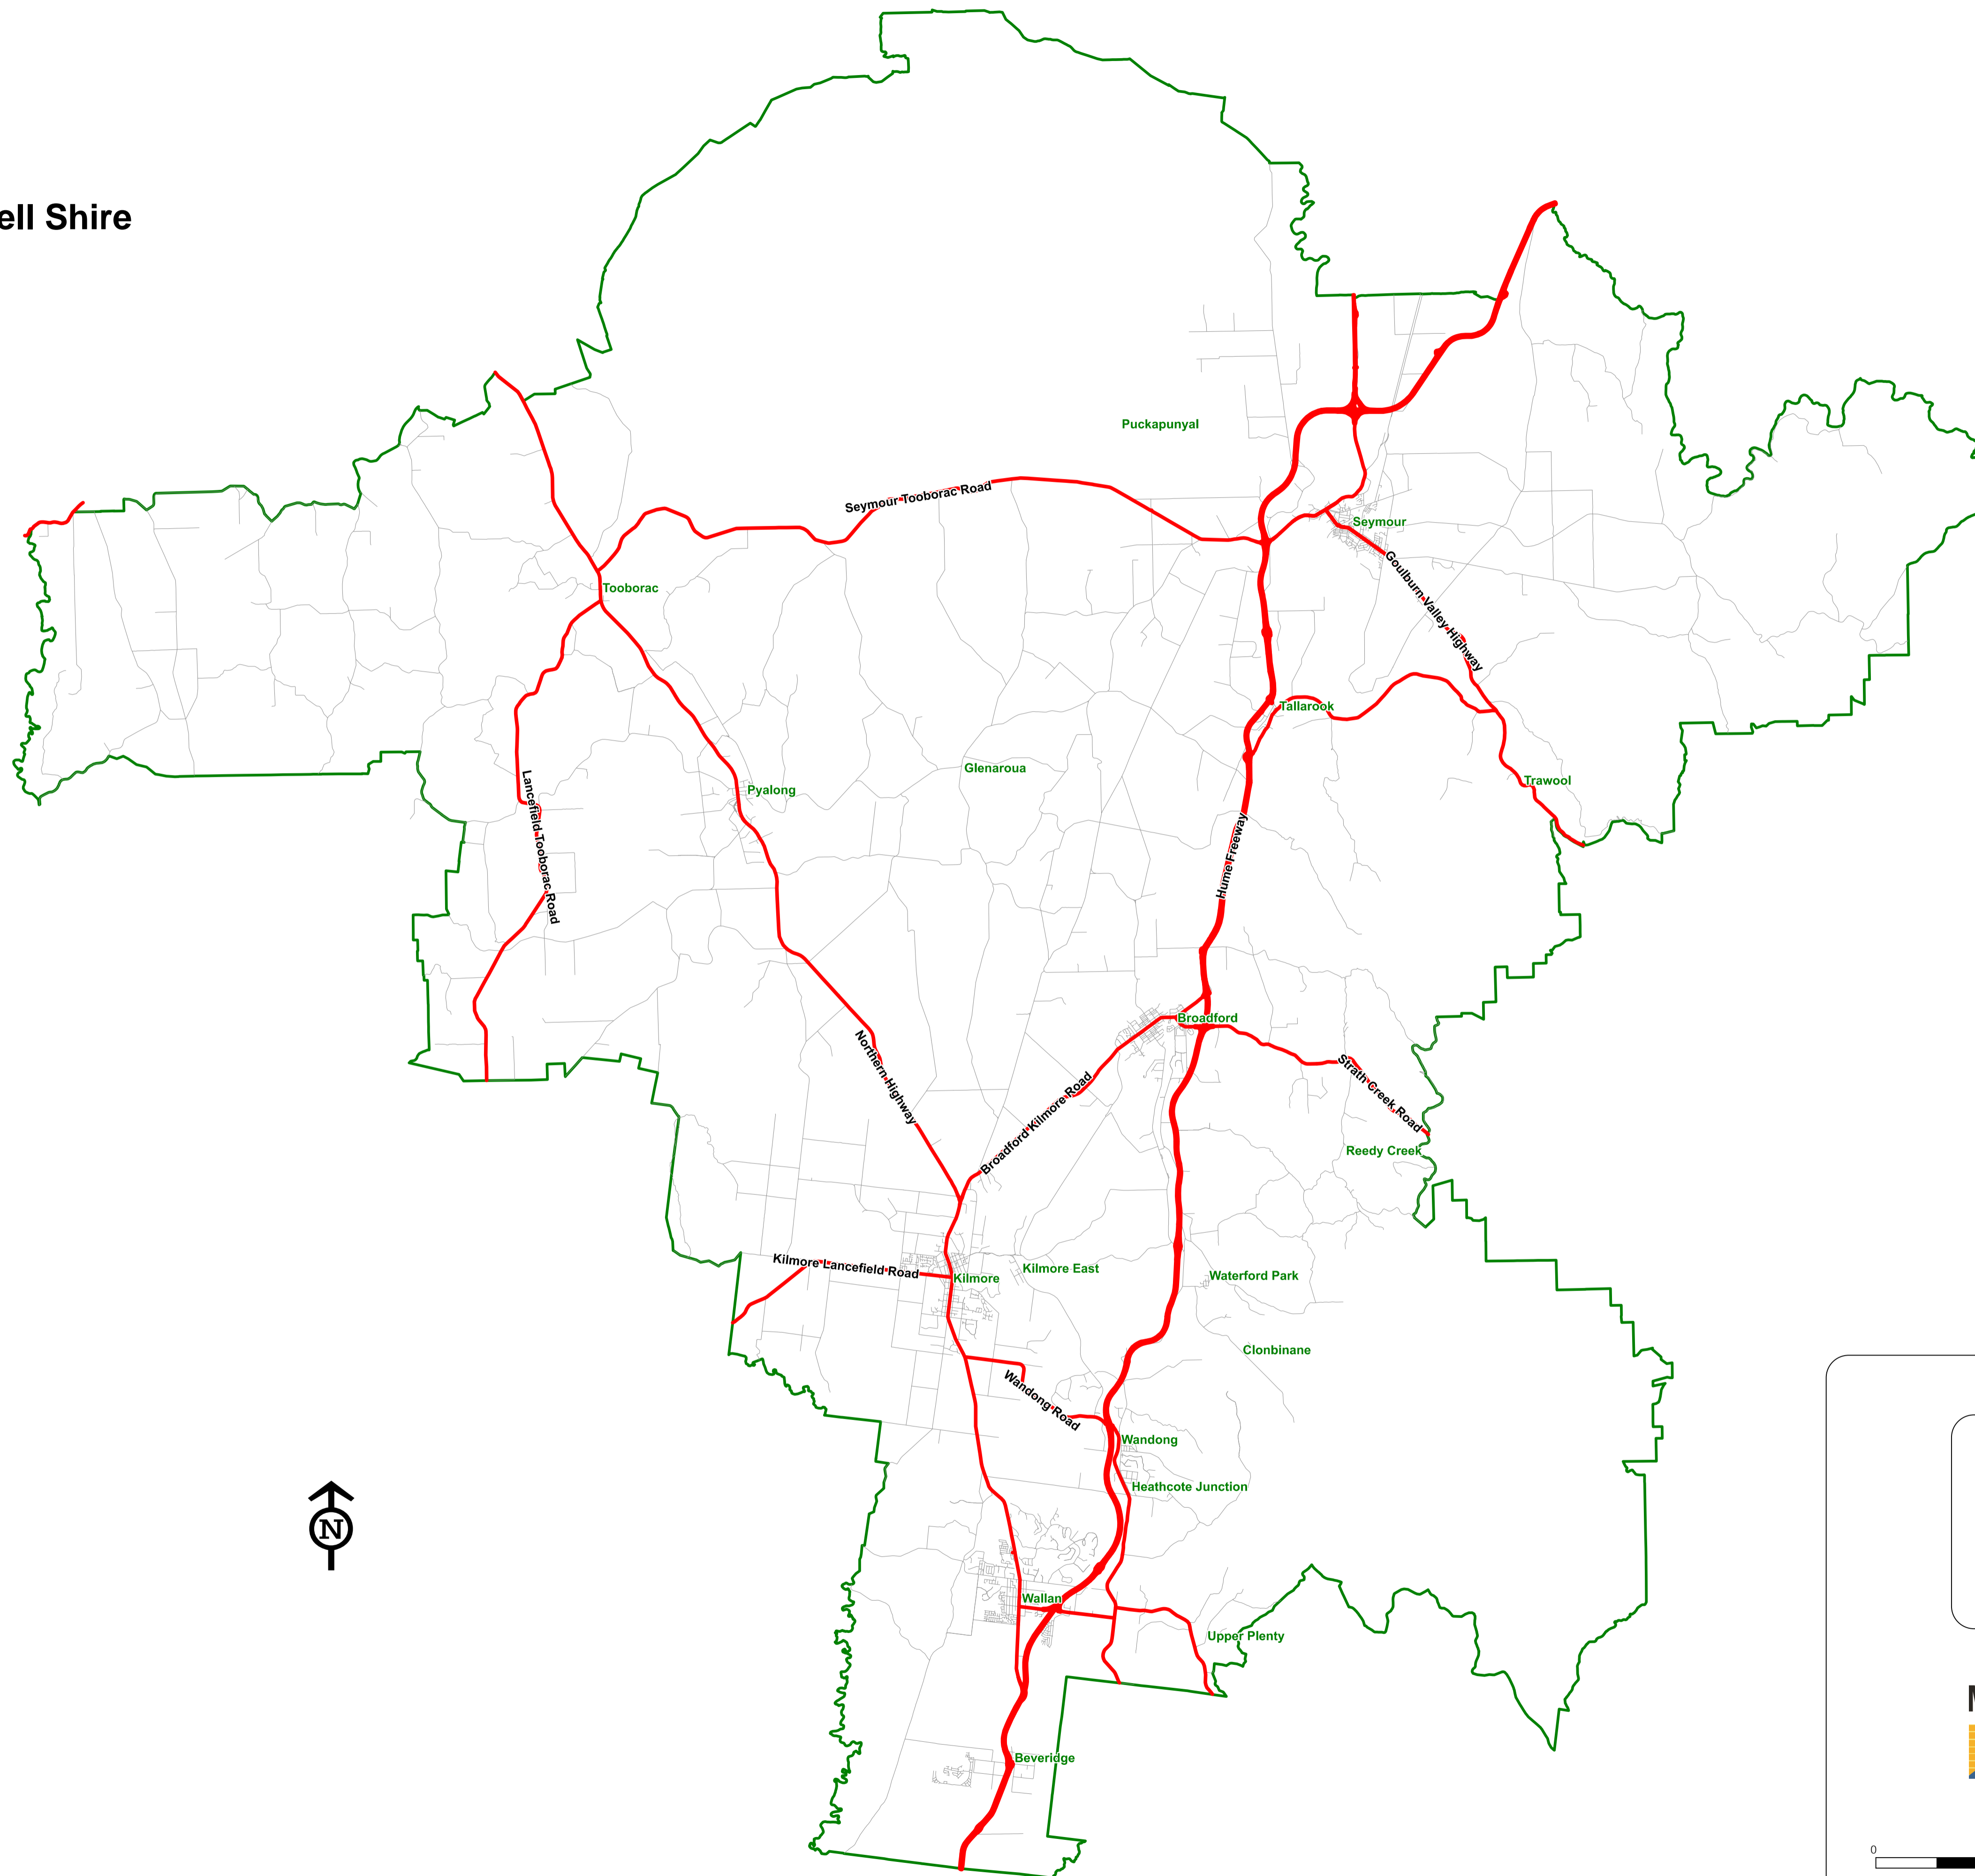 ell Shire
Puckapunyal
Seymour Tooborac Road
Seymour
Goulburn Valley Highway
Tooborac
Tallarook
Glenaroua
Trawool
Pyalong
Lancefield Tooborac Road
Hume Freeway
Broadford
Northern Highway
Strath Creek Road
Broadford Kilmore Road
Reedy Creek
Kilmore Lancefield Road
Kilmore East
Waterford Park
Kilmore
Clonbinane
Wandong Road
Wandong
Heathcote Junction
N
Wallan
Upper Plenty
Beveridge
0